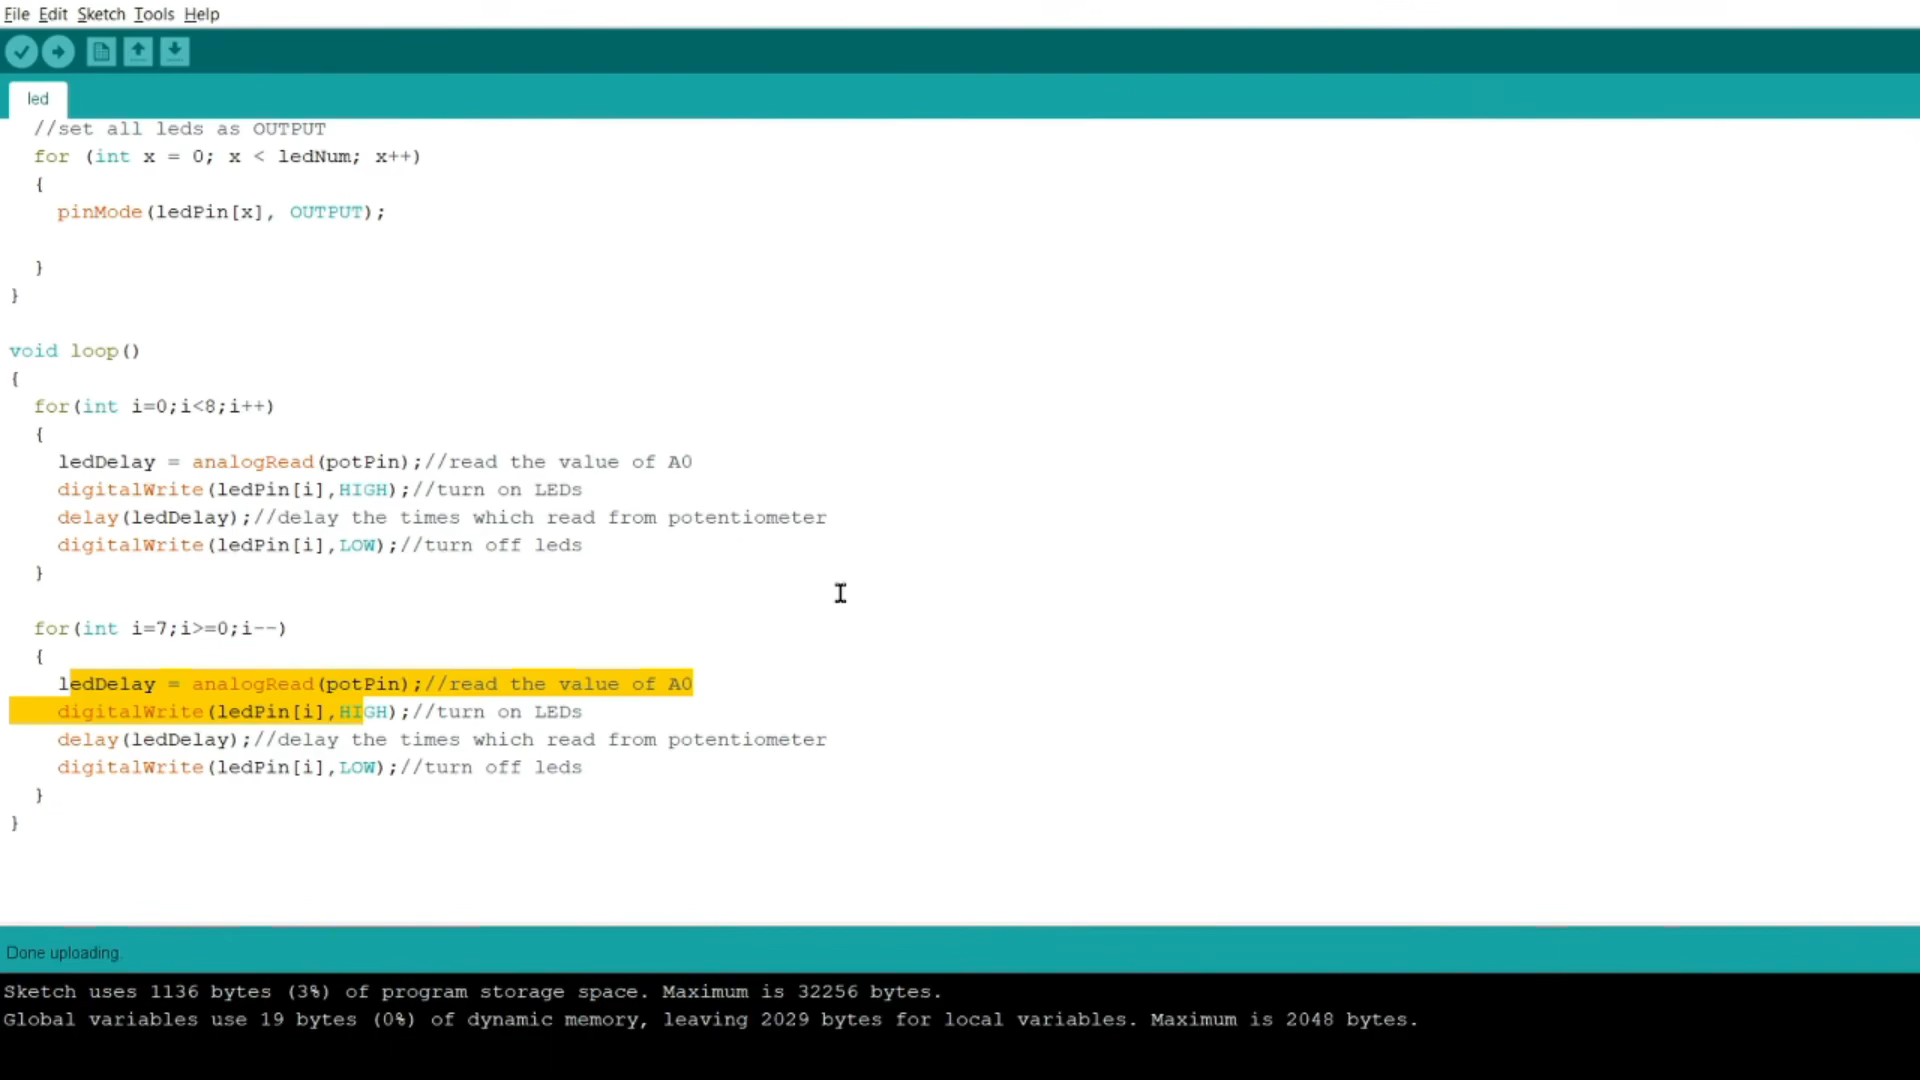 File Edit Sketch Tools Help
led
//set all leds as OUTPUT
for (int x = 0; x < ledNum; x++)
{
pinMode(ledPin[x], OUTPUT);
}
}
void loop()
{
for(int i=0;i<8;i++)
{
ledDelay = analogRead(potPin);//read the value of A0
digitalWrite(ledPin[i],HIGH);//turn on LEDs
delay(ledDelay);//delay the times which read from potentiometer
digitalWrite(ledPin[i],LOW);//turn off leds
}
for(int i=7;i>=0;i--)
{
ledDelay = analogRead(potPin);//read the value of A0
digitalWrite(ledPin[i],HIGH);//turn on LEDs
delay(ledDelay);//delay the times which read from potentiometer
digitalWrite(ledPin[i],LOW);//turn off leds
}
}
Done uploading.
Sketch uses 1136 bytes (3%) of program storage space. Maximum is 32256 bytes.
Global variables use 19 bytes (0%) of dynamic memory, leaving 2029 bytes for local variables. Maximum is 2048 bytes.